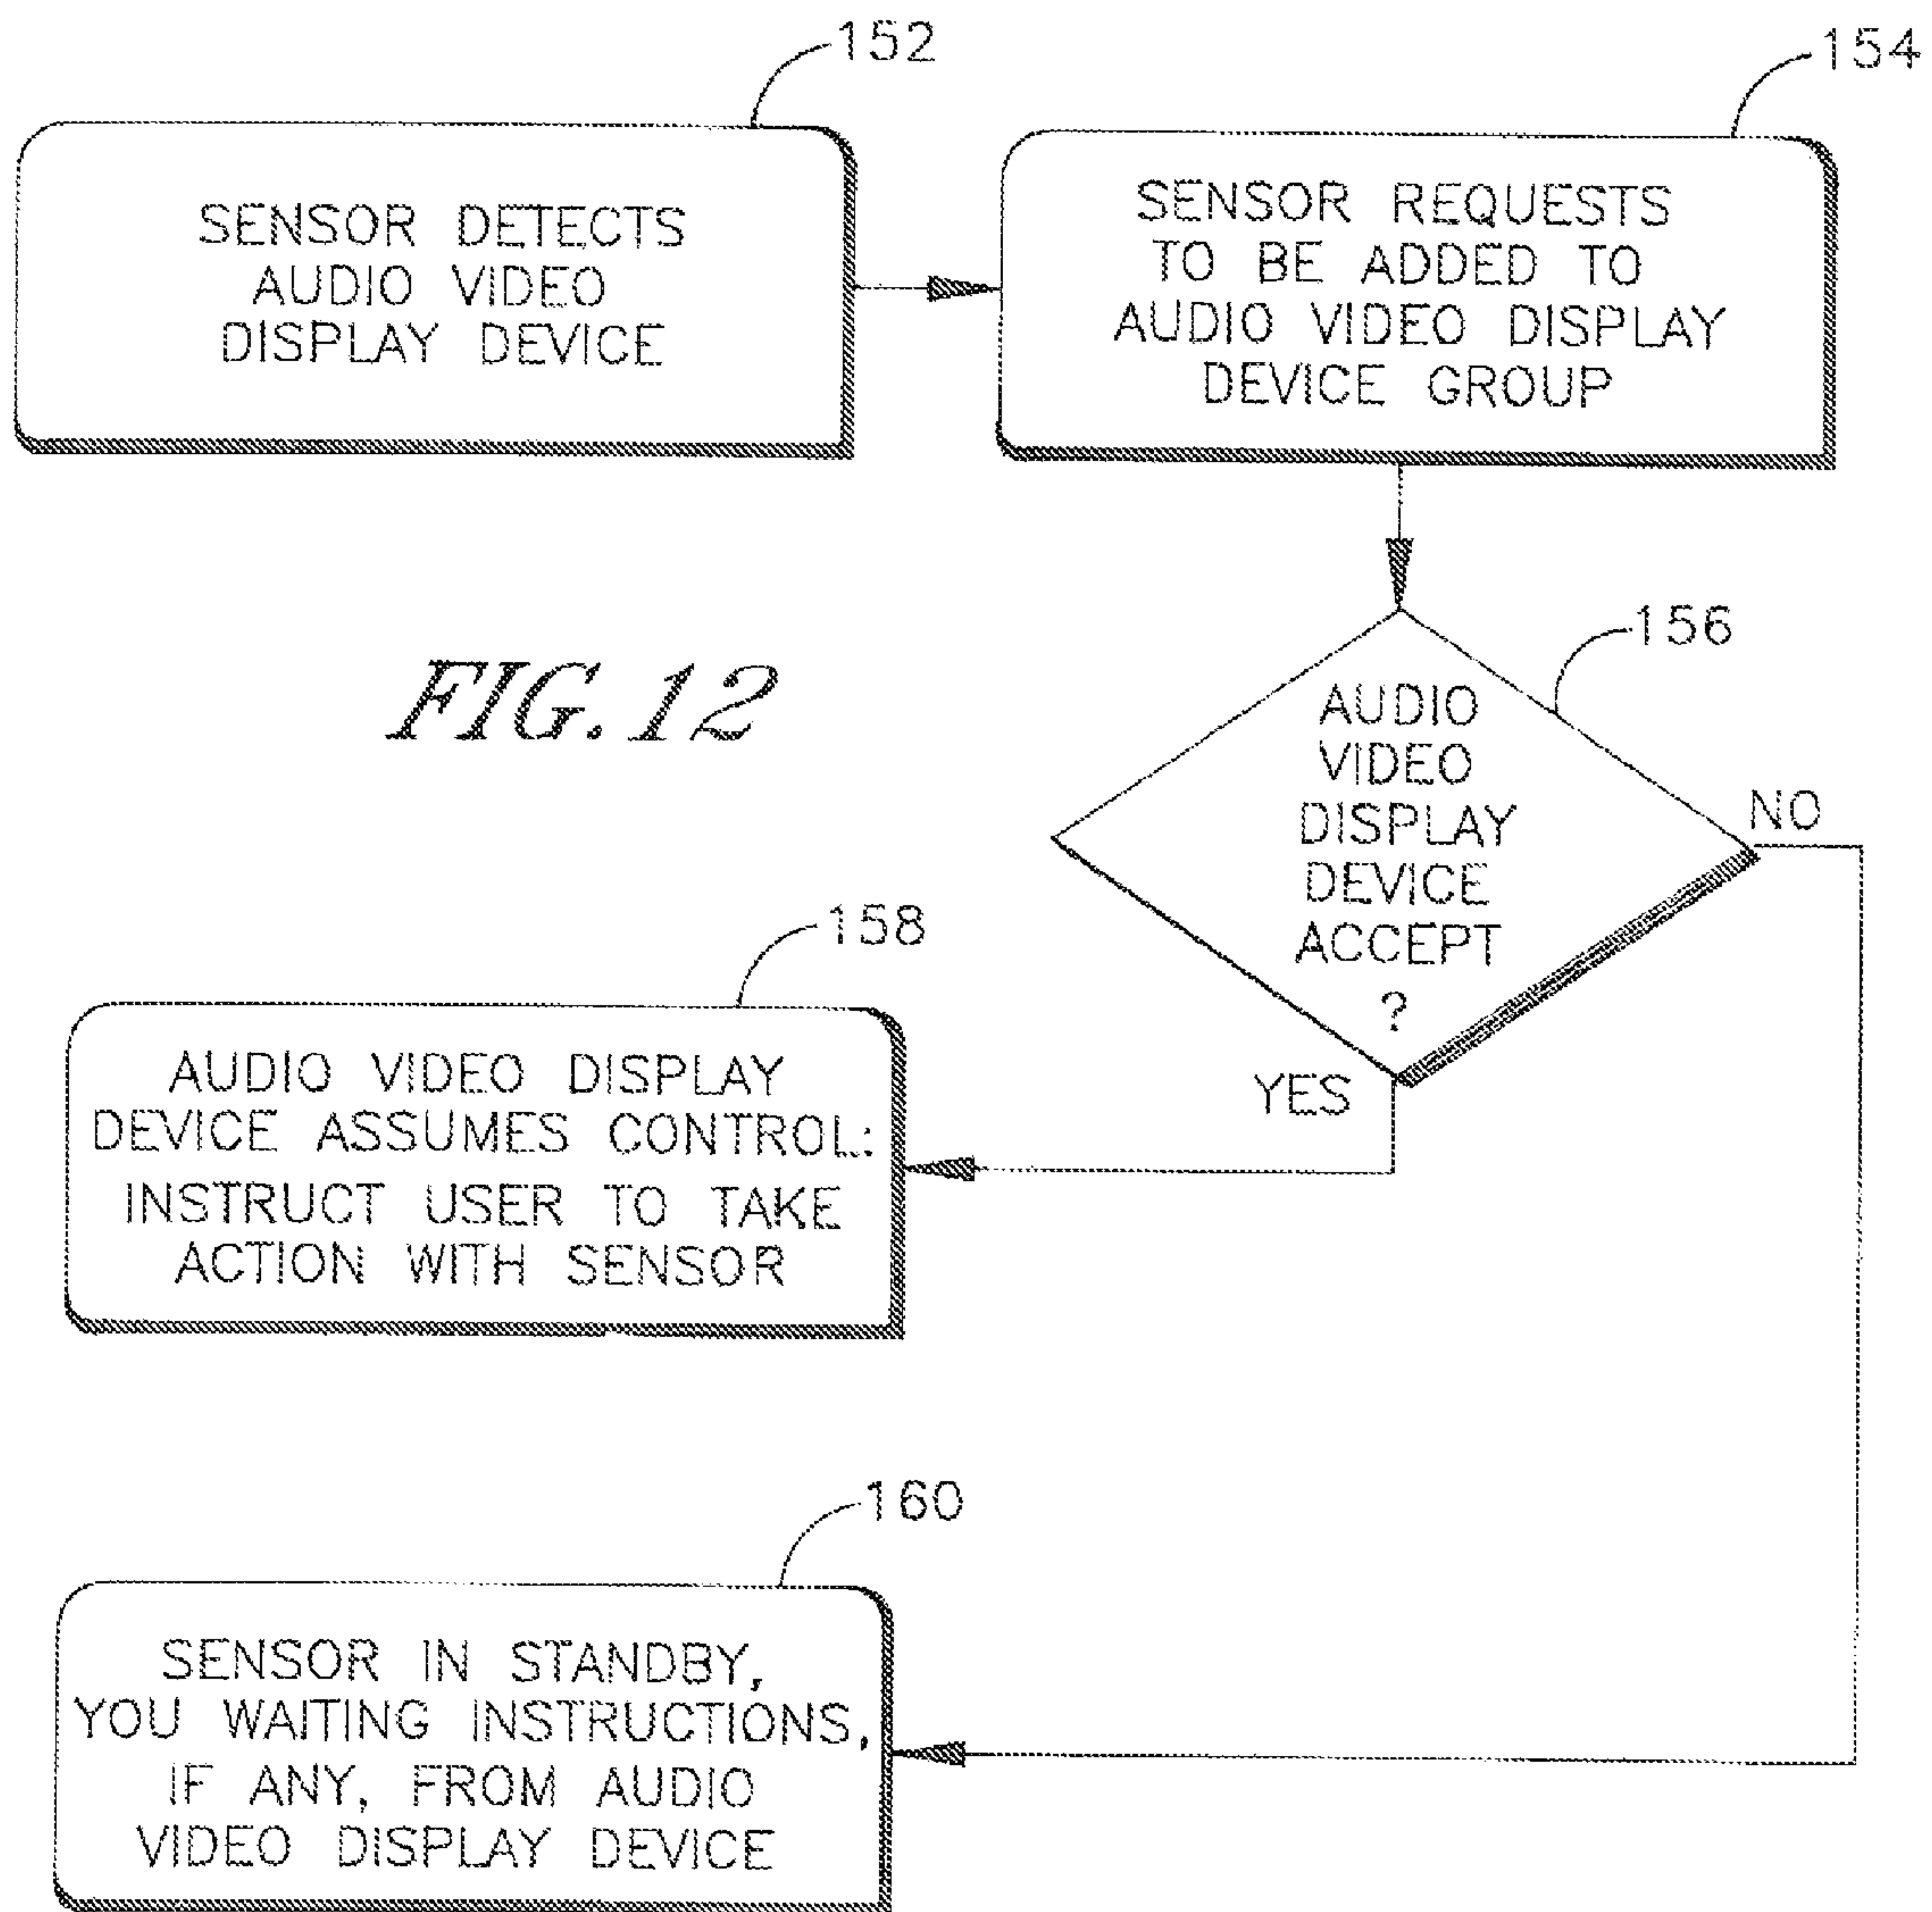 152
SENSOR DETECTS
AUDIO VIDEO
DISPLAY DEVICE
154
SENSOR REQUESTS
TO BE ADDED TO
AUDIO VIDEO DISPLAY
DEVICE GROUP
FIG. 12
156
AUDIO
VIDEO
DISPLAY
DEVICE
ACCEPT
?
NO
YES
158
AUDIO VIDEO DISPLAY
DEVICE ASSUMES CONTROL:
INSTRUCT USER TO TAKE
ACTION WITH SENSOR
160
SENSOR IN STANDBY,
YOU WAITING INSTRUCTIONS,
IF ANY, FROM AUDIO
VIDEO DISPLAY DEVICE